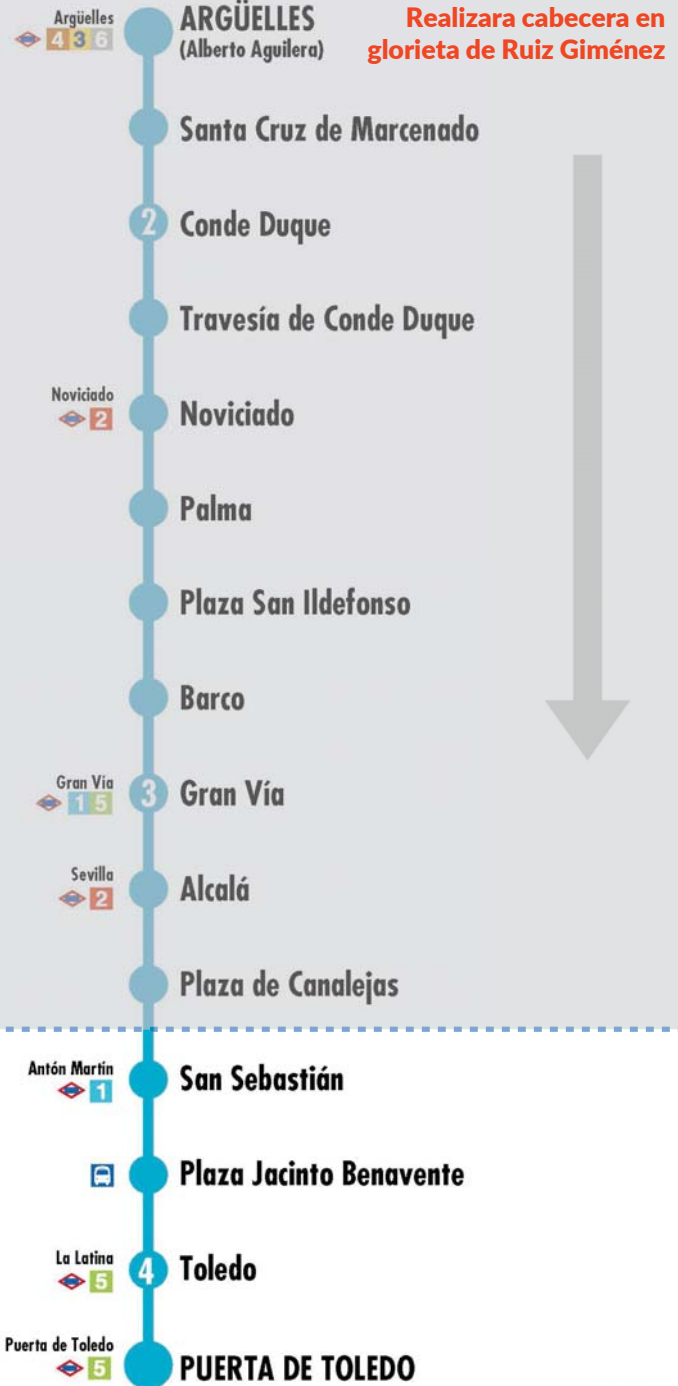 Argüelles
4 3 6
ARGÜELLES
(Alberto Aguilera)
Realizara cabecera en
glorieta de Ruiz Giménez
Santa Cruz de Marcenado
2 Conde Duque
Travesía de Conde Duque
Noviciado
2
Noviciado
Palma
Plaza San Ildefonso
Barco
Gran Vía
1 5
3 Gran Vía
Sevilla
2
Alcalá
Plaza de Canalejas
Antón Martín
1
San Sebastián
Plaza Jacinto Benavente
La Latina
5
4 Toledo
Puerta de Toledo
5
PUERTA DE TOLEDO